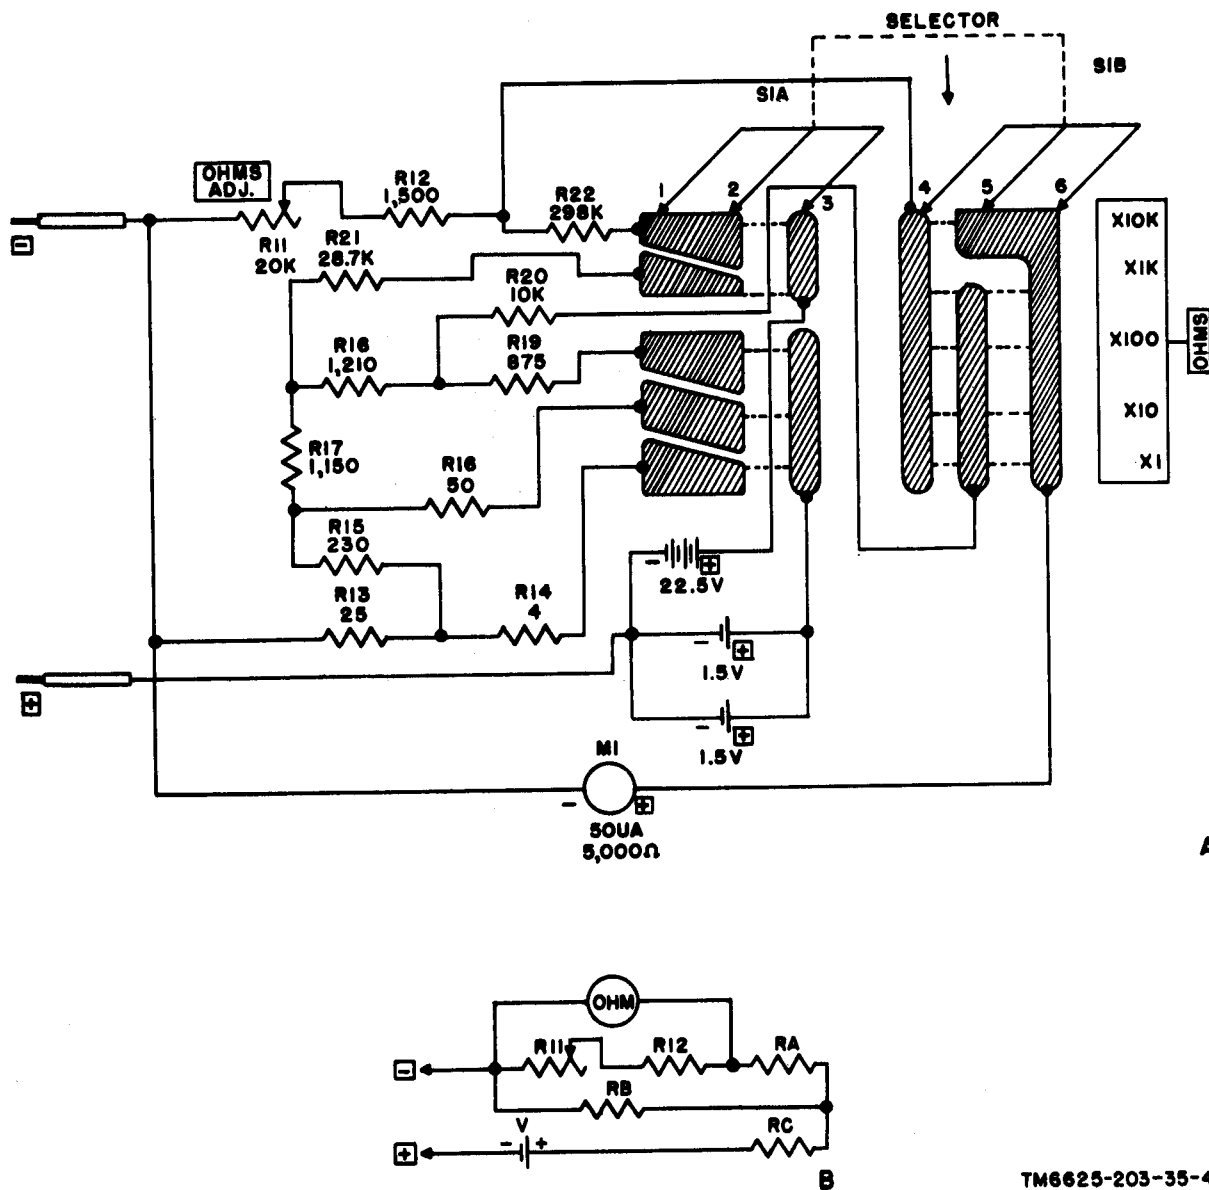 SELECTOR
S1A
S1B
OHMS
ADJ.
R12
1,500
R22
298K
1
2
3
4
5
6
-
R11
20K
R21
28.7K
R20
10K
X10K
X1K
X100
X10
X1
OHMS
R16
1,210
R19
875
R17
1,150
R16
50
R15
230
R13
25
R14
4
- +
22.5V
- +
1.5V
- +
1.5V
+
M1
- +
50UA
5,000Ω
A
OHM
R11
R12
RA
-
RB
RC
V
- +
+
B
TM6625-203-35-4